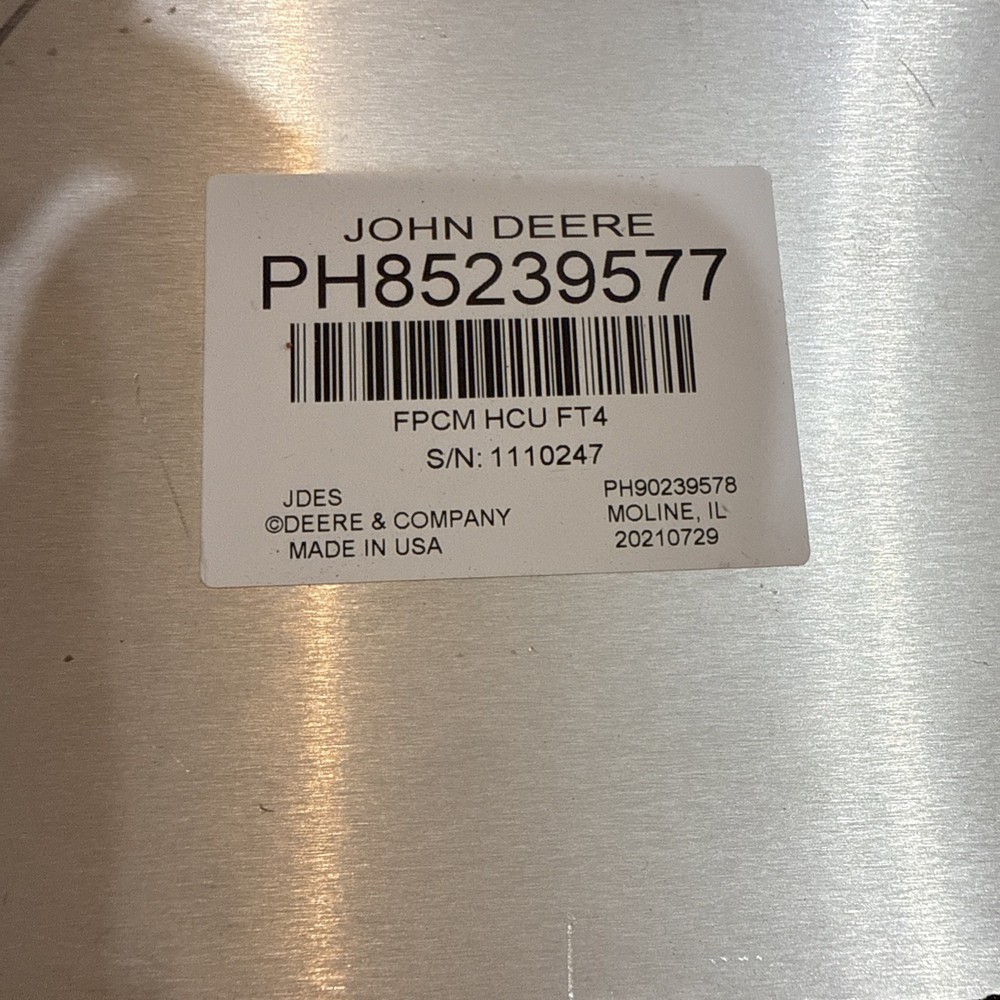 JOHN DEERE
PH85239577
FPCM HCU FT4
S/N: 1110247
JDES
©DEERE & COMPANY
MADE IN USA
PH90239578
MOLINE, IL
20210729